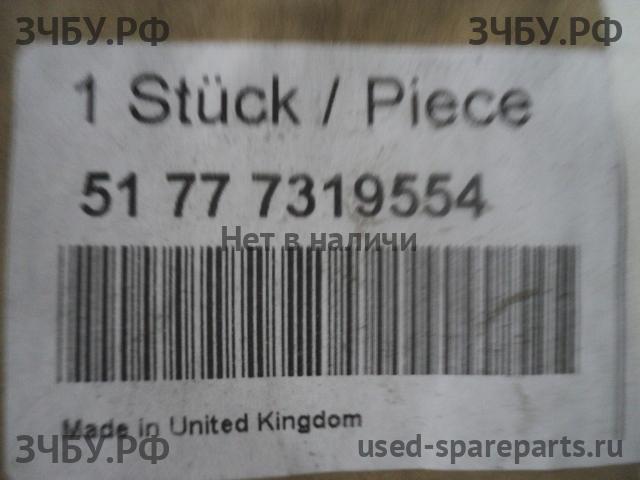 ЗЧБУ.РФ ЗЧБУ.РФ
1 Stück / Piece
51 77 7319554
Нет в наличи
Made in United Kingdom
ЗЧБУ.РФ used-spareparts.ru